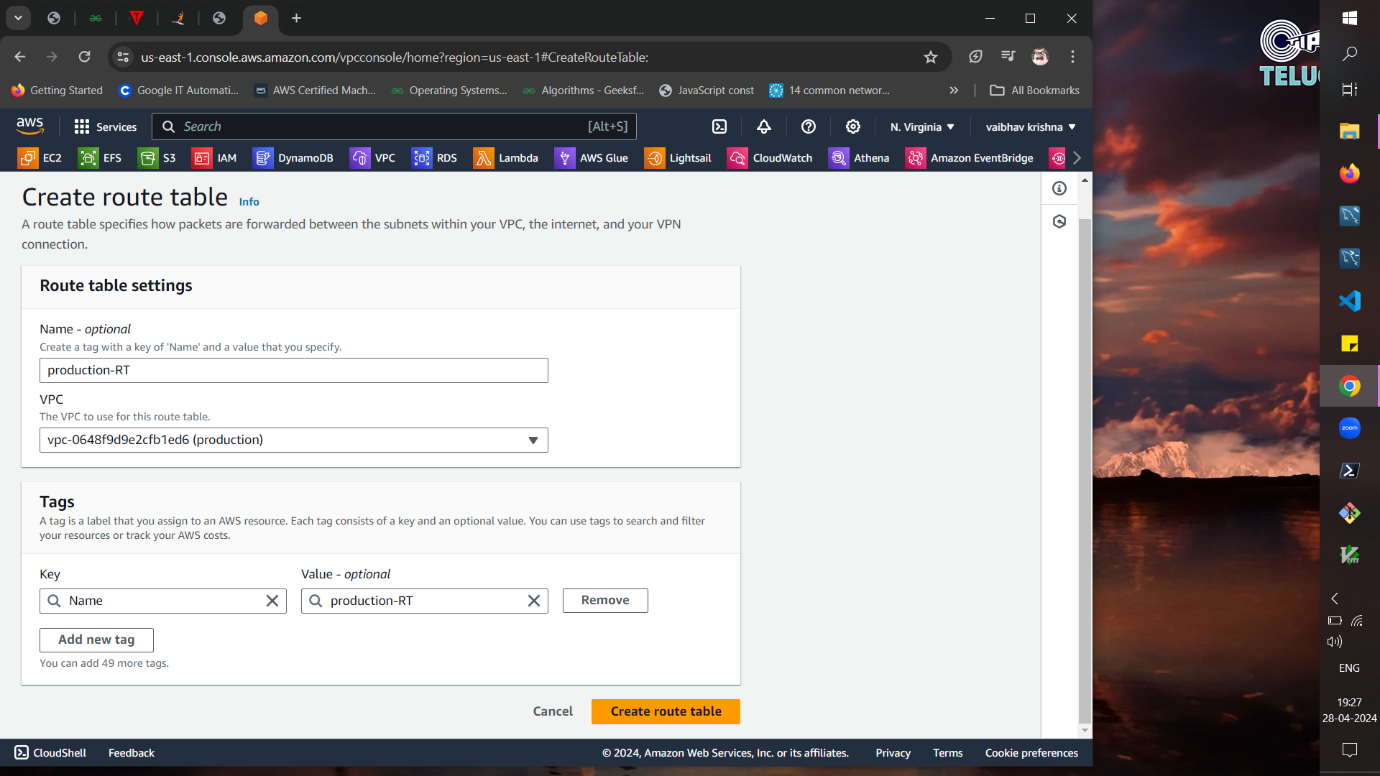 us-east-1.console.aws.amazon.com/vpcconsole/home?region=us-east-1#CreateRouteTable:
Getting Started
Google IT Automati...
AWS Certified Mach...
Operating Systems...
Algorithms - Geeksf...
JavaScript const
14 common networ...
»
All Bookmarks
aws
Services
Search
[Alt+S]
N. Virginia
vaibhav krishna
EC2
EFS
S3
IAM
DynamoDB
VPC
RDS
Lambda
AWS Glue
Lightsail
CloudWatch
Athena
Amazon EventBridge
Create route table Info
A route table specifies how packets are forwarded between the subnets within your VPC, the internet, and your VPN
connection.
Route table settings
Name - optional
Create a tag with a key of 'Name' and a value that you specify.
production-RT
VPC
The VPC to use for this route table.
vpc-0648f9d9e2cfb1ed6 (production)
Tags
A tag is a label that you assign to an AWS resource. Each tag consists of a key and an optional value. You can use tags to search and filter
your resources or track your AWS costs.
Key
Value - optional
Name
production-RT
Remove
Add new tag
You can add 49 more tags.
Cancel
Create route table
CloudShell
Feedback
© 2024, Amazon Web Services, Inc. or its affiliates.
Privacy
Terms
Cookie preferences
zoom
ENG
19:27
28-04-2024